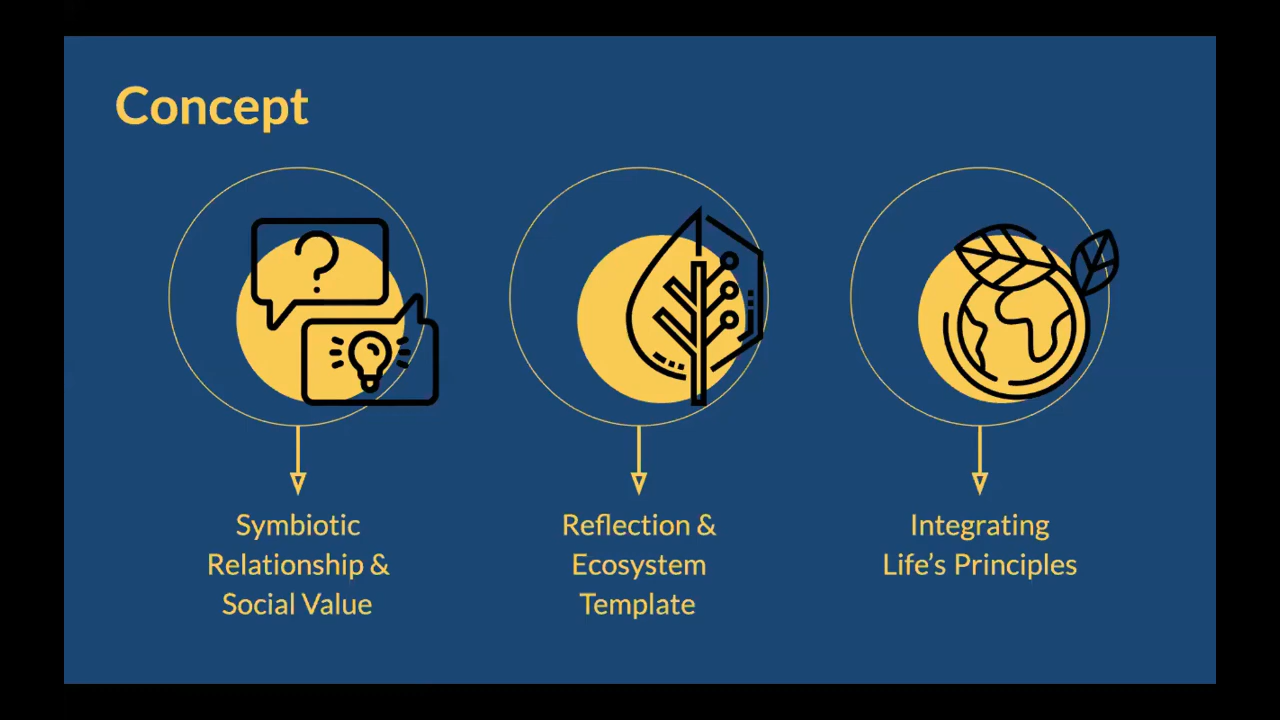 Concept
Symbiotic
Relationship &
Social Value
Reflection &
Ecosystem
Template
Integrating
Life's Principles